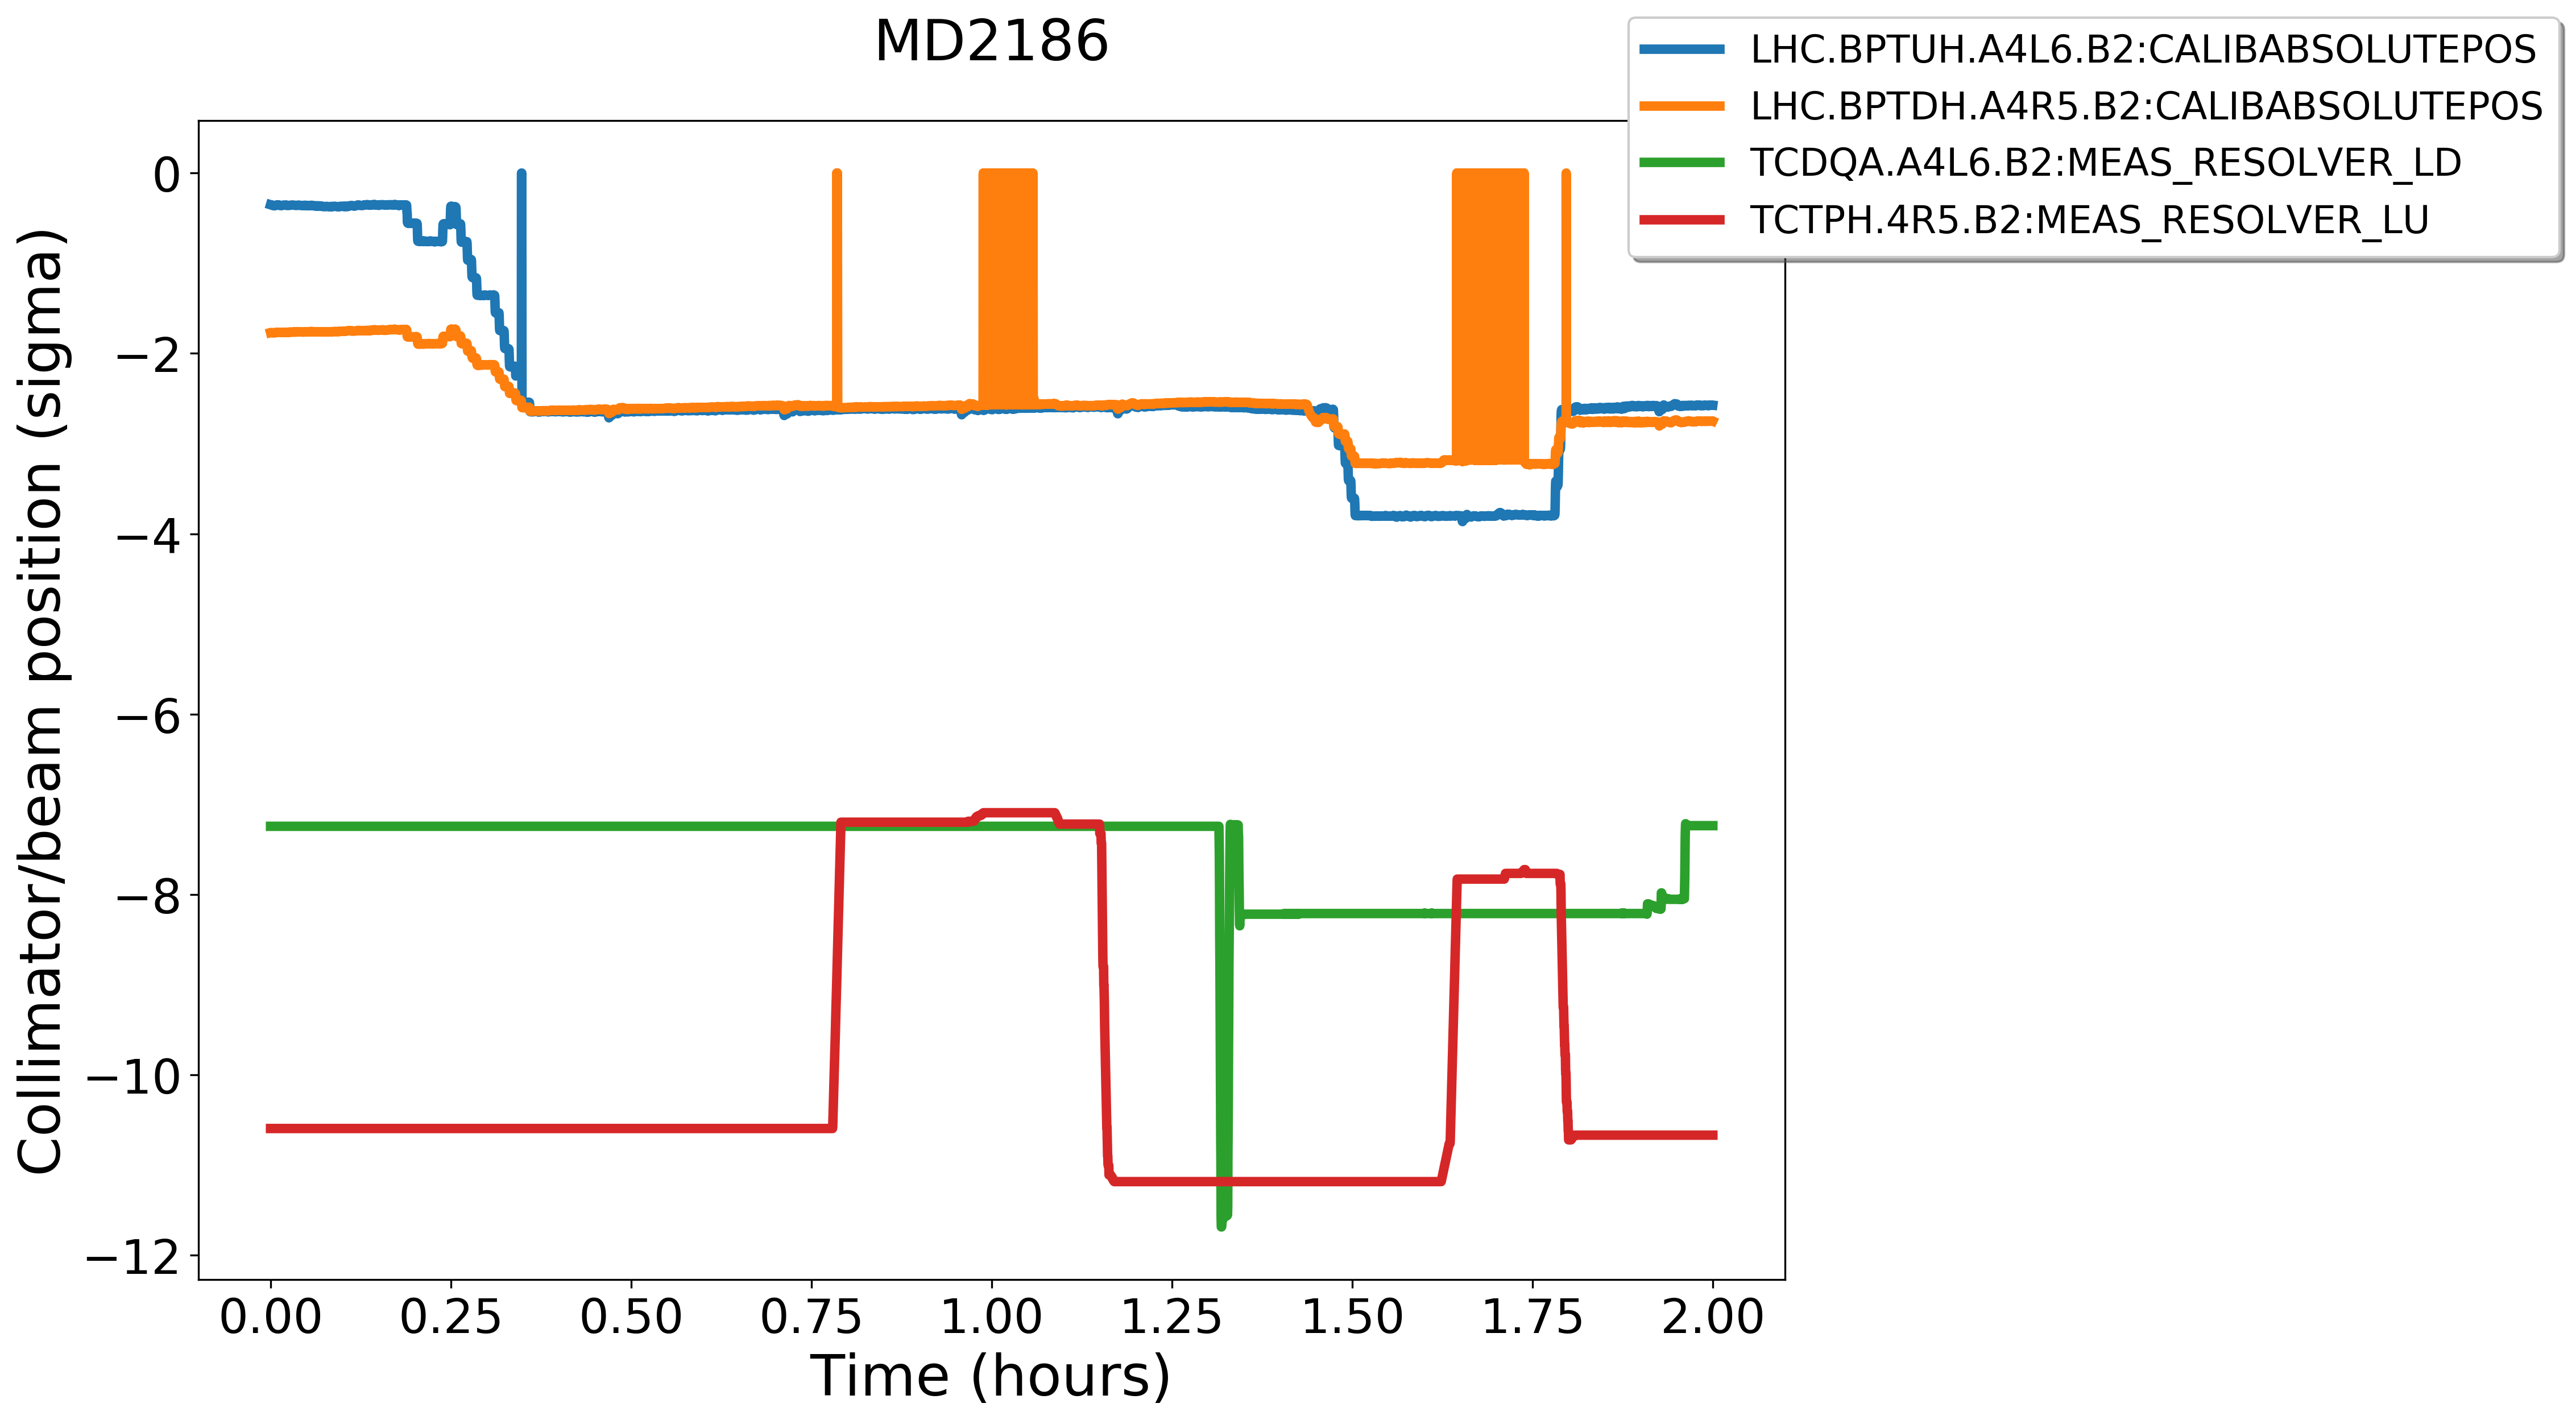 MD2186
LHC.BPTUH.A4L6.B2:CALIBABSOLUTEPOS
LHC.BPTDH.A4R5.B2:CALIBABSOLUTEPOS
TCDQA.A4L6.B2:MEAS_RESOLVER_LD
TCTPH.4R5.B2:MEAS_RESOLVER_LU
Collimator/beam position (sigma)
0
−2
−4
−6
−8
−10
−12
0.00 0.25 0.50 0.75 1.00 1.25 1.50 1.75 2.00
Time (hours)